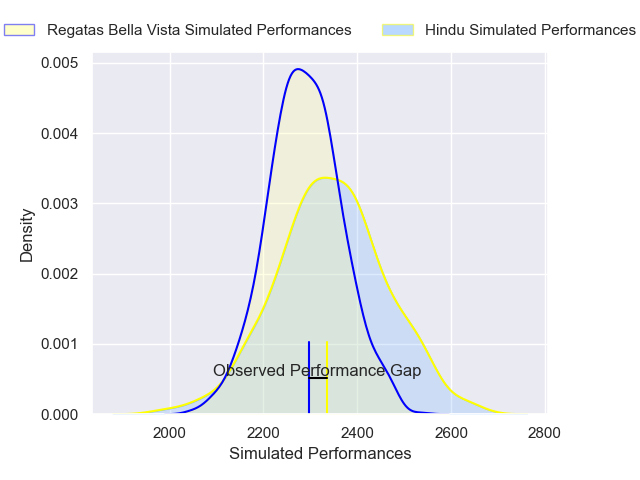 Regatas Bella Vista Simulated Performances
Hindu Simulated Performances
0.005
0.004
0.003
0.002
0.001
0.000
Density
Observed Performance Gap
2000
2200
2400
2600
2800
Simulated Performances